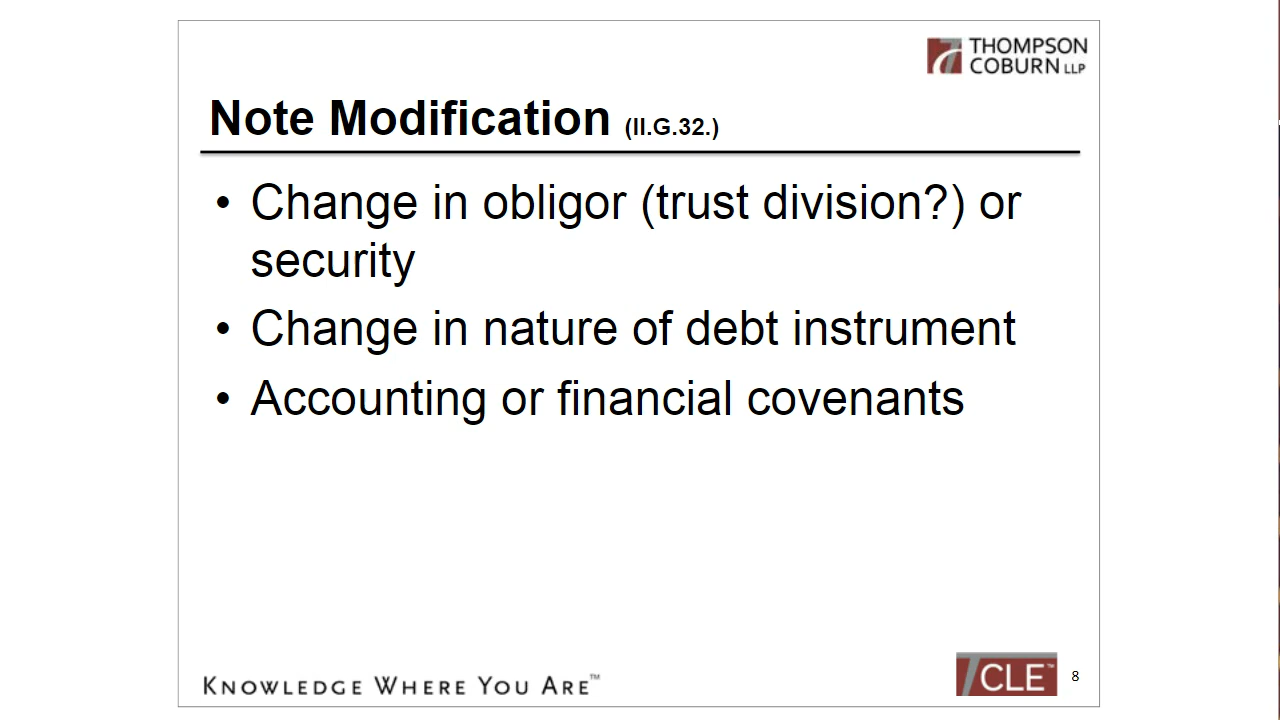 THOMPSON
COBURN LLP
Note Modification (II.G.32.)
• Change in obligor (trust division?) or
security
• Change in nature of debt instrument
• Accounting or financial covenants
KNOWLEDGE WHERE YOU ARE™
TCLE™
8